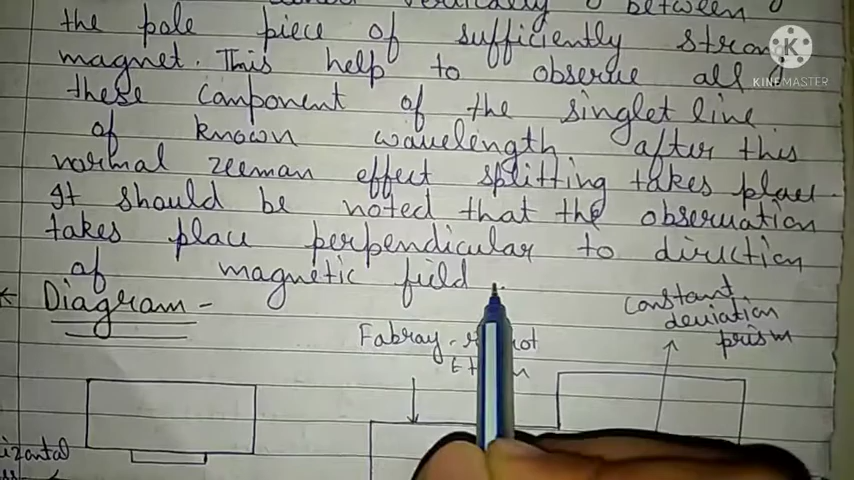 vertically between
the pole piece of sufficiently strong
magnet. This help to observe all
these component of the singlet line
of known wavelength after this
normal zeeman effect splitting takes place.
It should be noted that the observation
takes place perpendicular to direction
of magnetic field.
Diagram -
Constant
deviation
prism
Fabray -
KINEMASTER